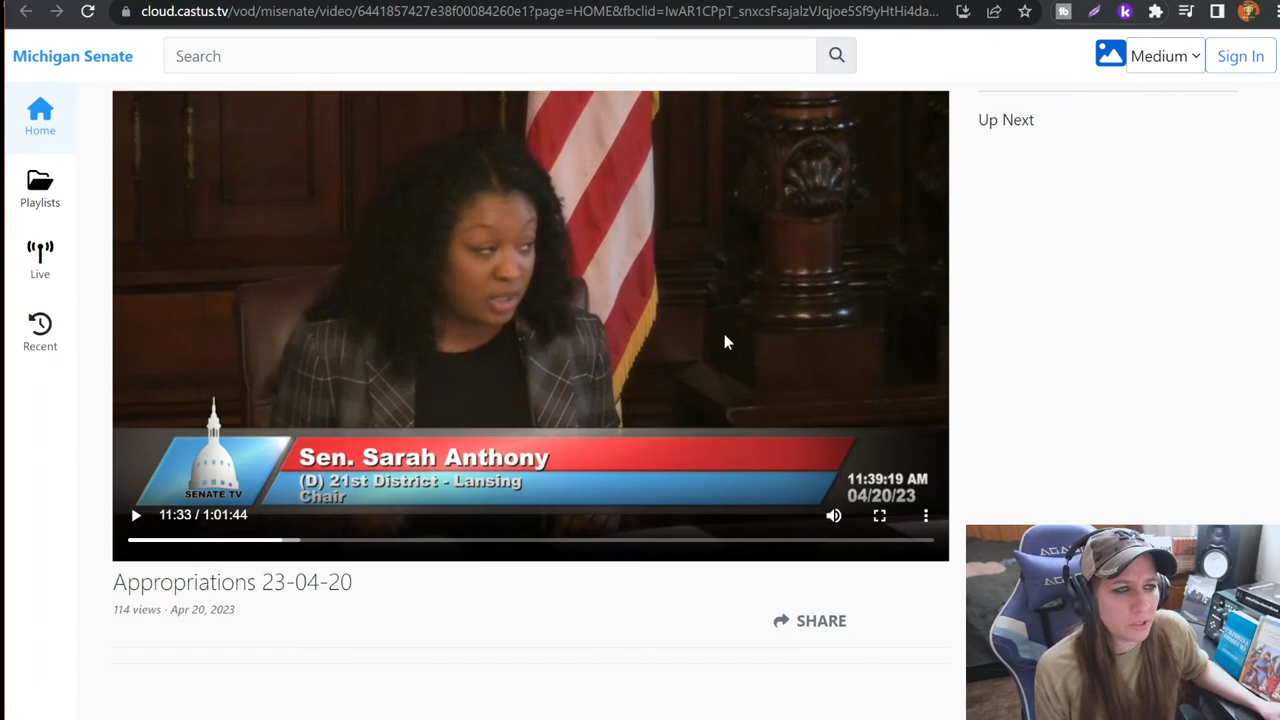 cloud.castus.tv/vod/misenate/video/6441857427e38f00084260e1?page=HOME&fbclid=IwAR1CPpT_snxcsFsajaIzVJqjoe5Sf9yHtHi4da...
Michigan Senate
Search
Medium
Sign In
Home
Playlists
Live
Recent
Up Next
Sen. Sarah Anthony
(D) 21st District - Lansing
Chair
SENATE TV
11:39:19 AM
04/20/23
11:33 / 1:01:44
Appropriations 23-04-20
114 views · Apr 20, 2023
SHARE